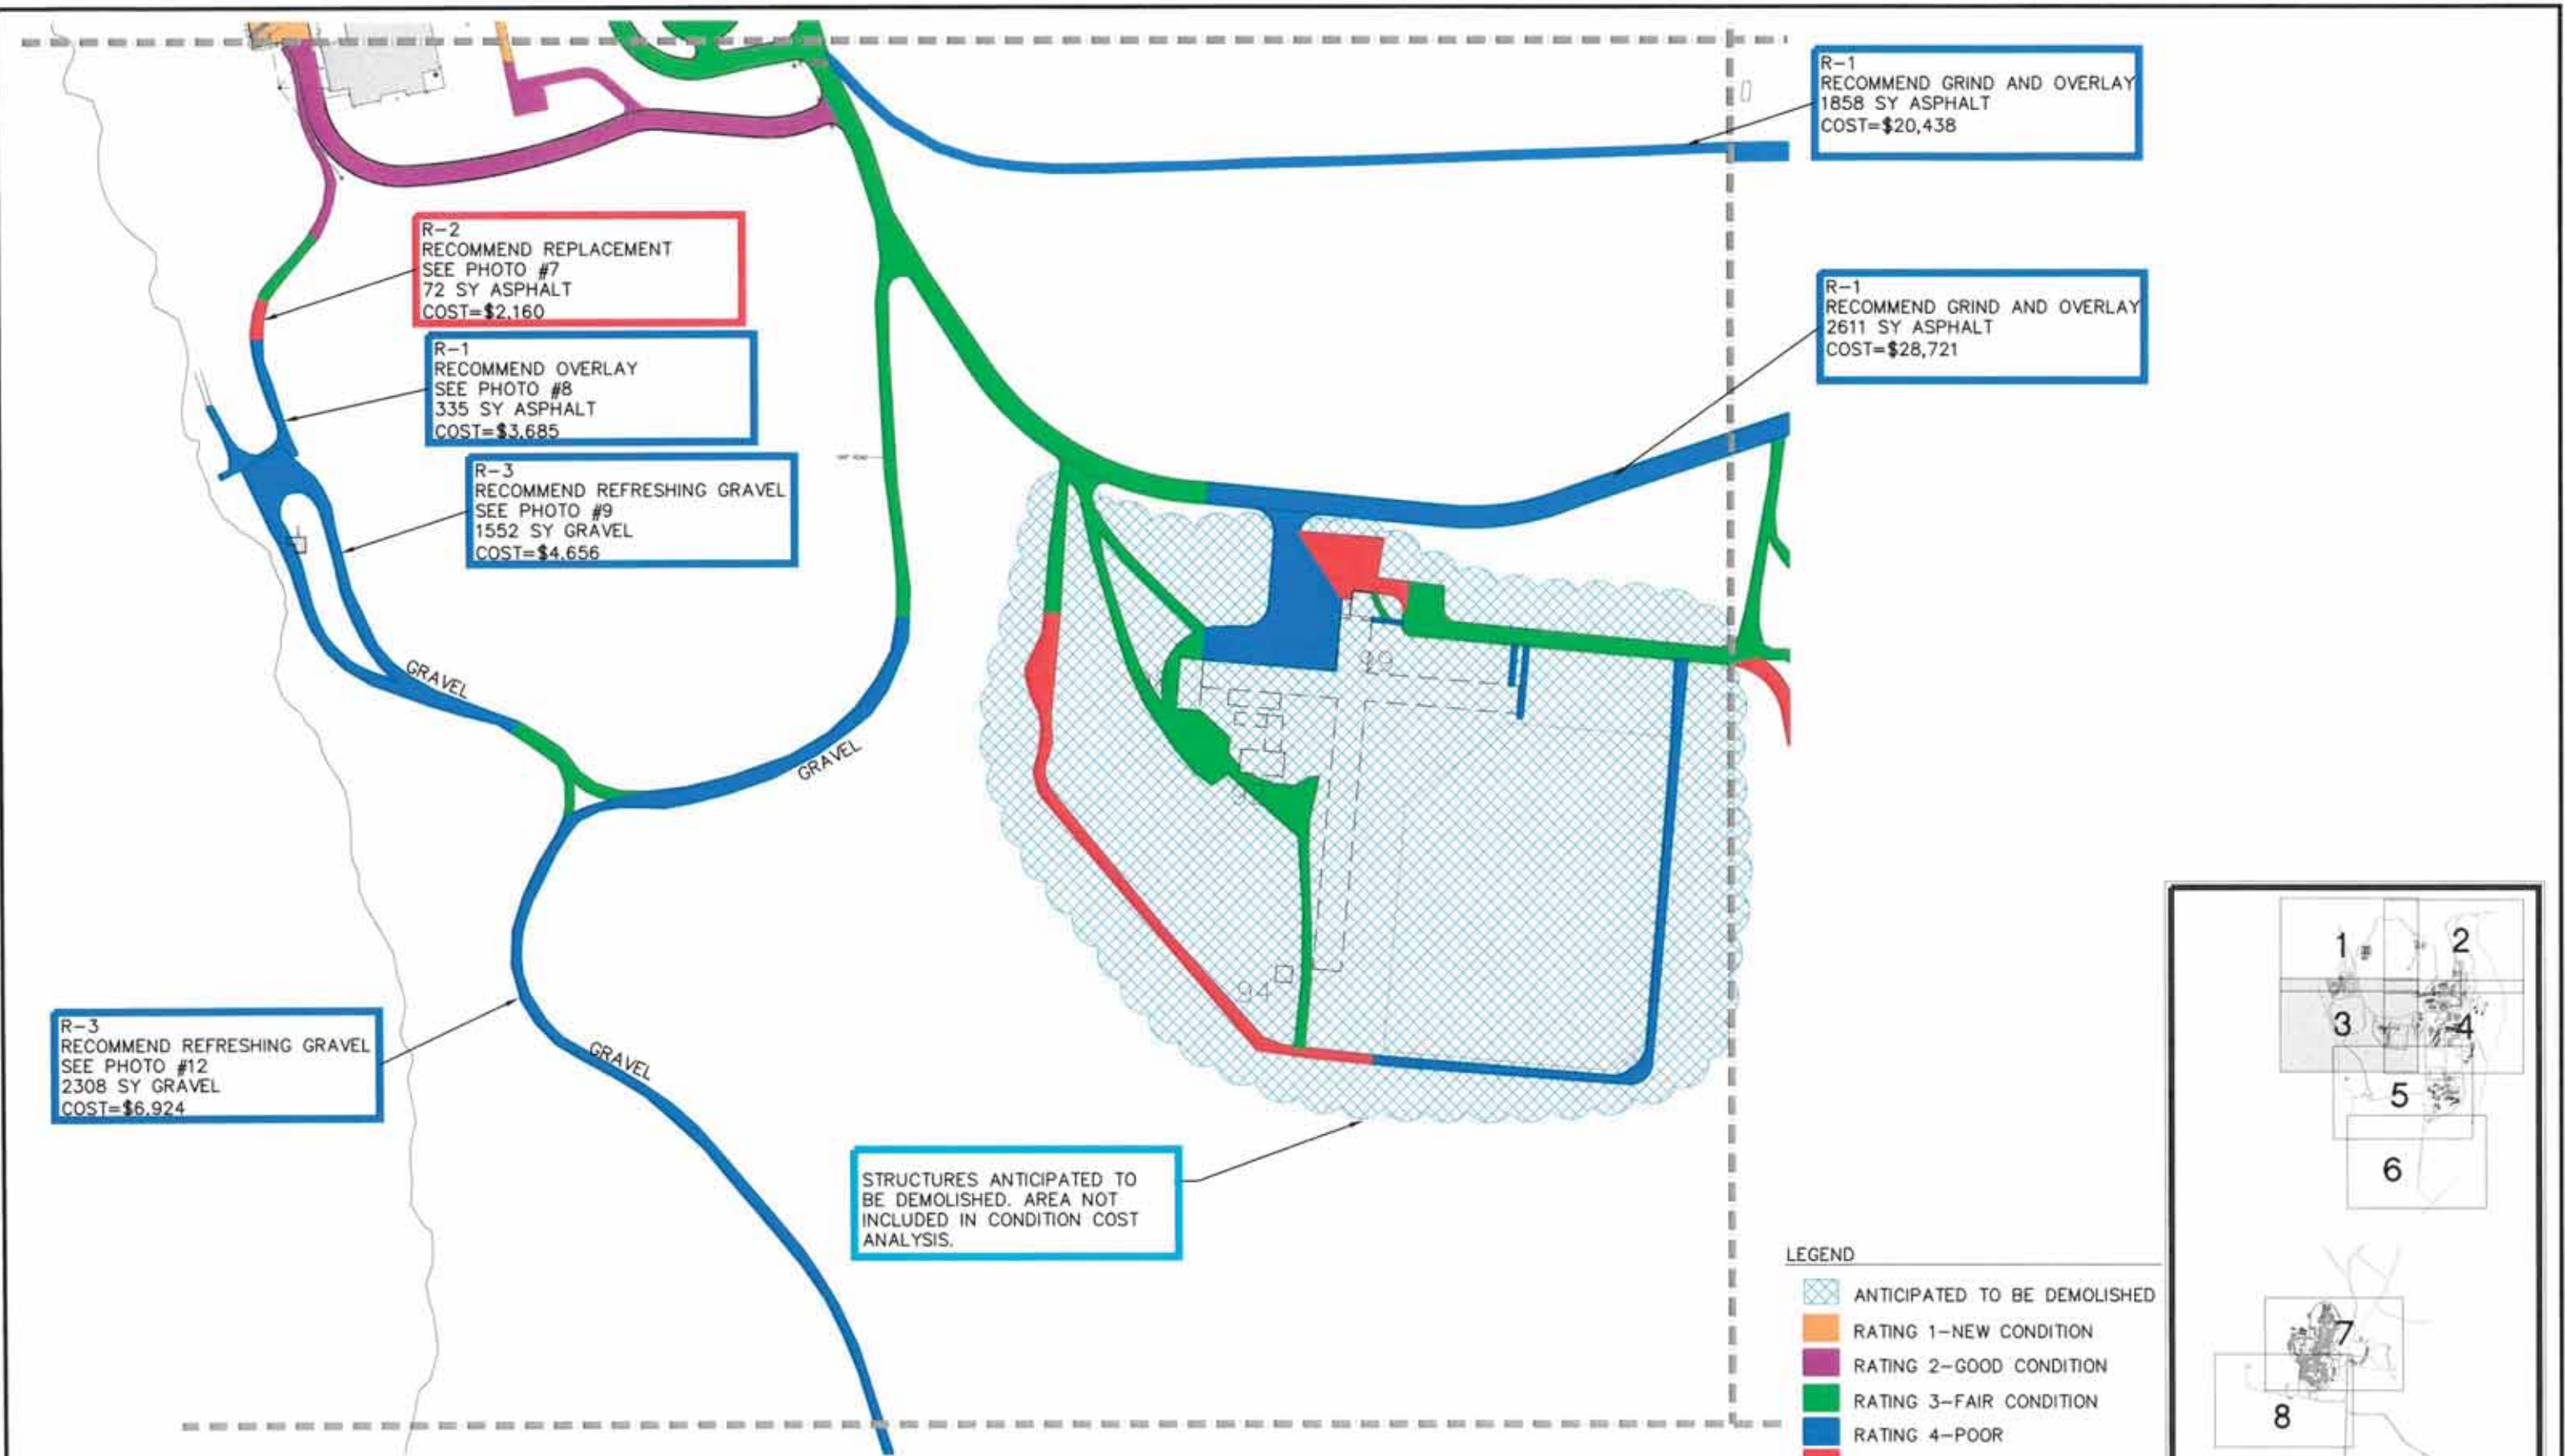 R-1
RECOMMEND GRIND AND OVERLAY
1858 SY ASPHALT
COST=$20,438
R-2
RECOMMEND REPLACEMENT
SEE PHOTO #7
72 SY ASPHALT
COST=$2,160
R-1
RECOMMEND GRIND AND OVERLAY
2611 SY ASPHALT
COST=$28,721
R-1
RECOMMEND OVERLAY
SEE PHOTO #8
335 SY ASPHALT
COST=$3,685
R-3
RECOMMEND REFRESHING GRAVEL
SEE PHOTO #9
1552 SY GRAVEL
COST=$4,656
GRAVEL
GRAVEL
99
94
R-3
RECOMMEND REFRESHING GRAVEL
SEE PHOTO #12
2308 SY GRAVEL
COST=$6,924
GRAVEL
STRUCTURES ANTICIPATED TO
BE DEMOLISHED. AREA NOT
INCLUDED IN CONDITION COST
ANALYSIS.
LEGEND
ANTICIPATED TO BE DEMOLISHED
RATING 1-NEW CONDITION
RATING 2-GOOD CONDITION
RATING 3-FAIR CONDITION
RATING 4-POOR
1
2
3
4
5
6
7
8